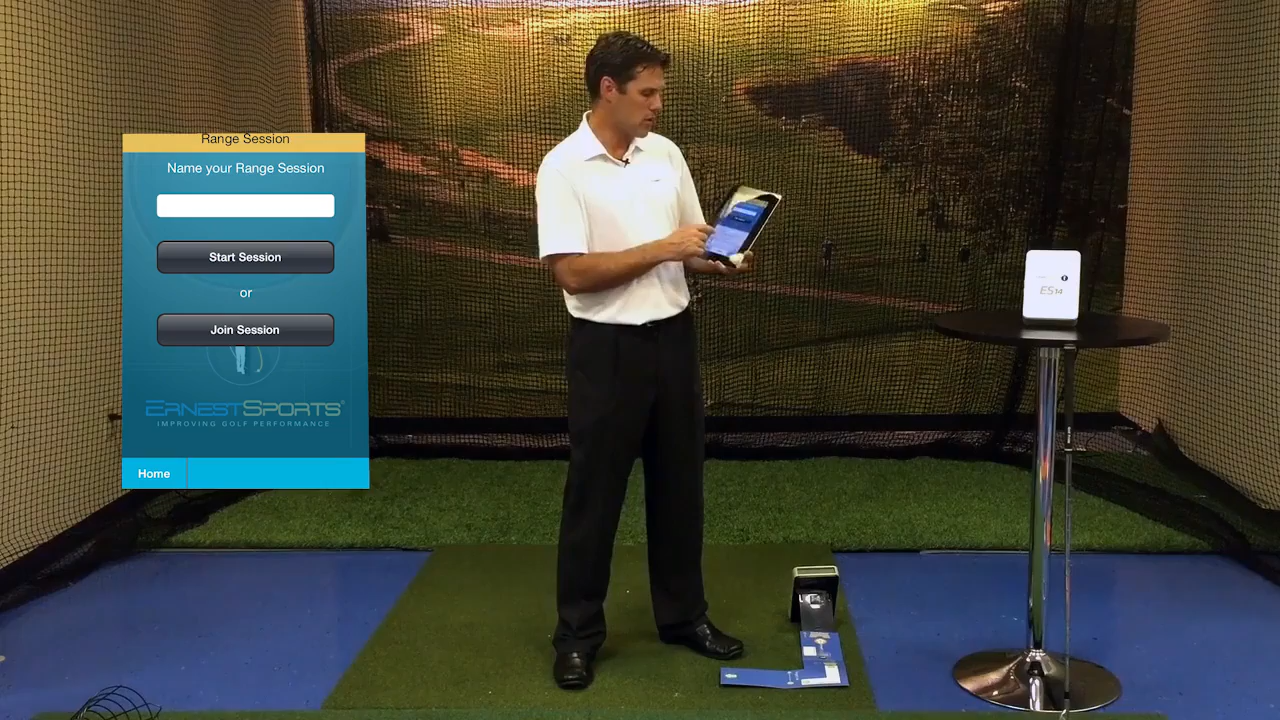 Range Session
Name your Range Session
Start Session
or
Join Session
ERNESTSPORTS®
IMPROVING GOLF PERFORMANCE
Home
ES14